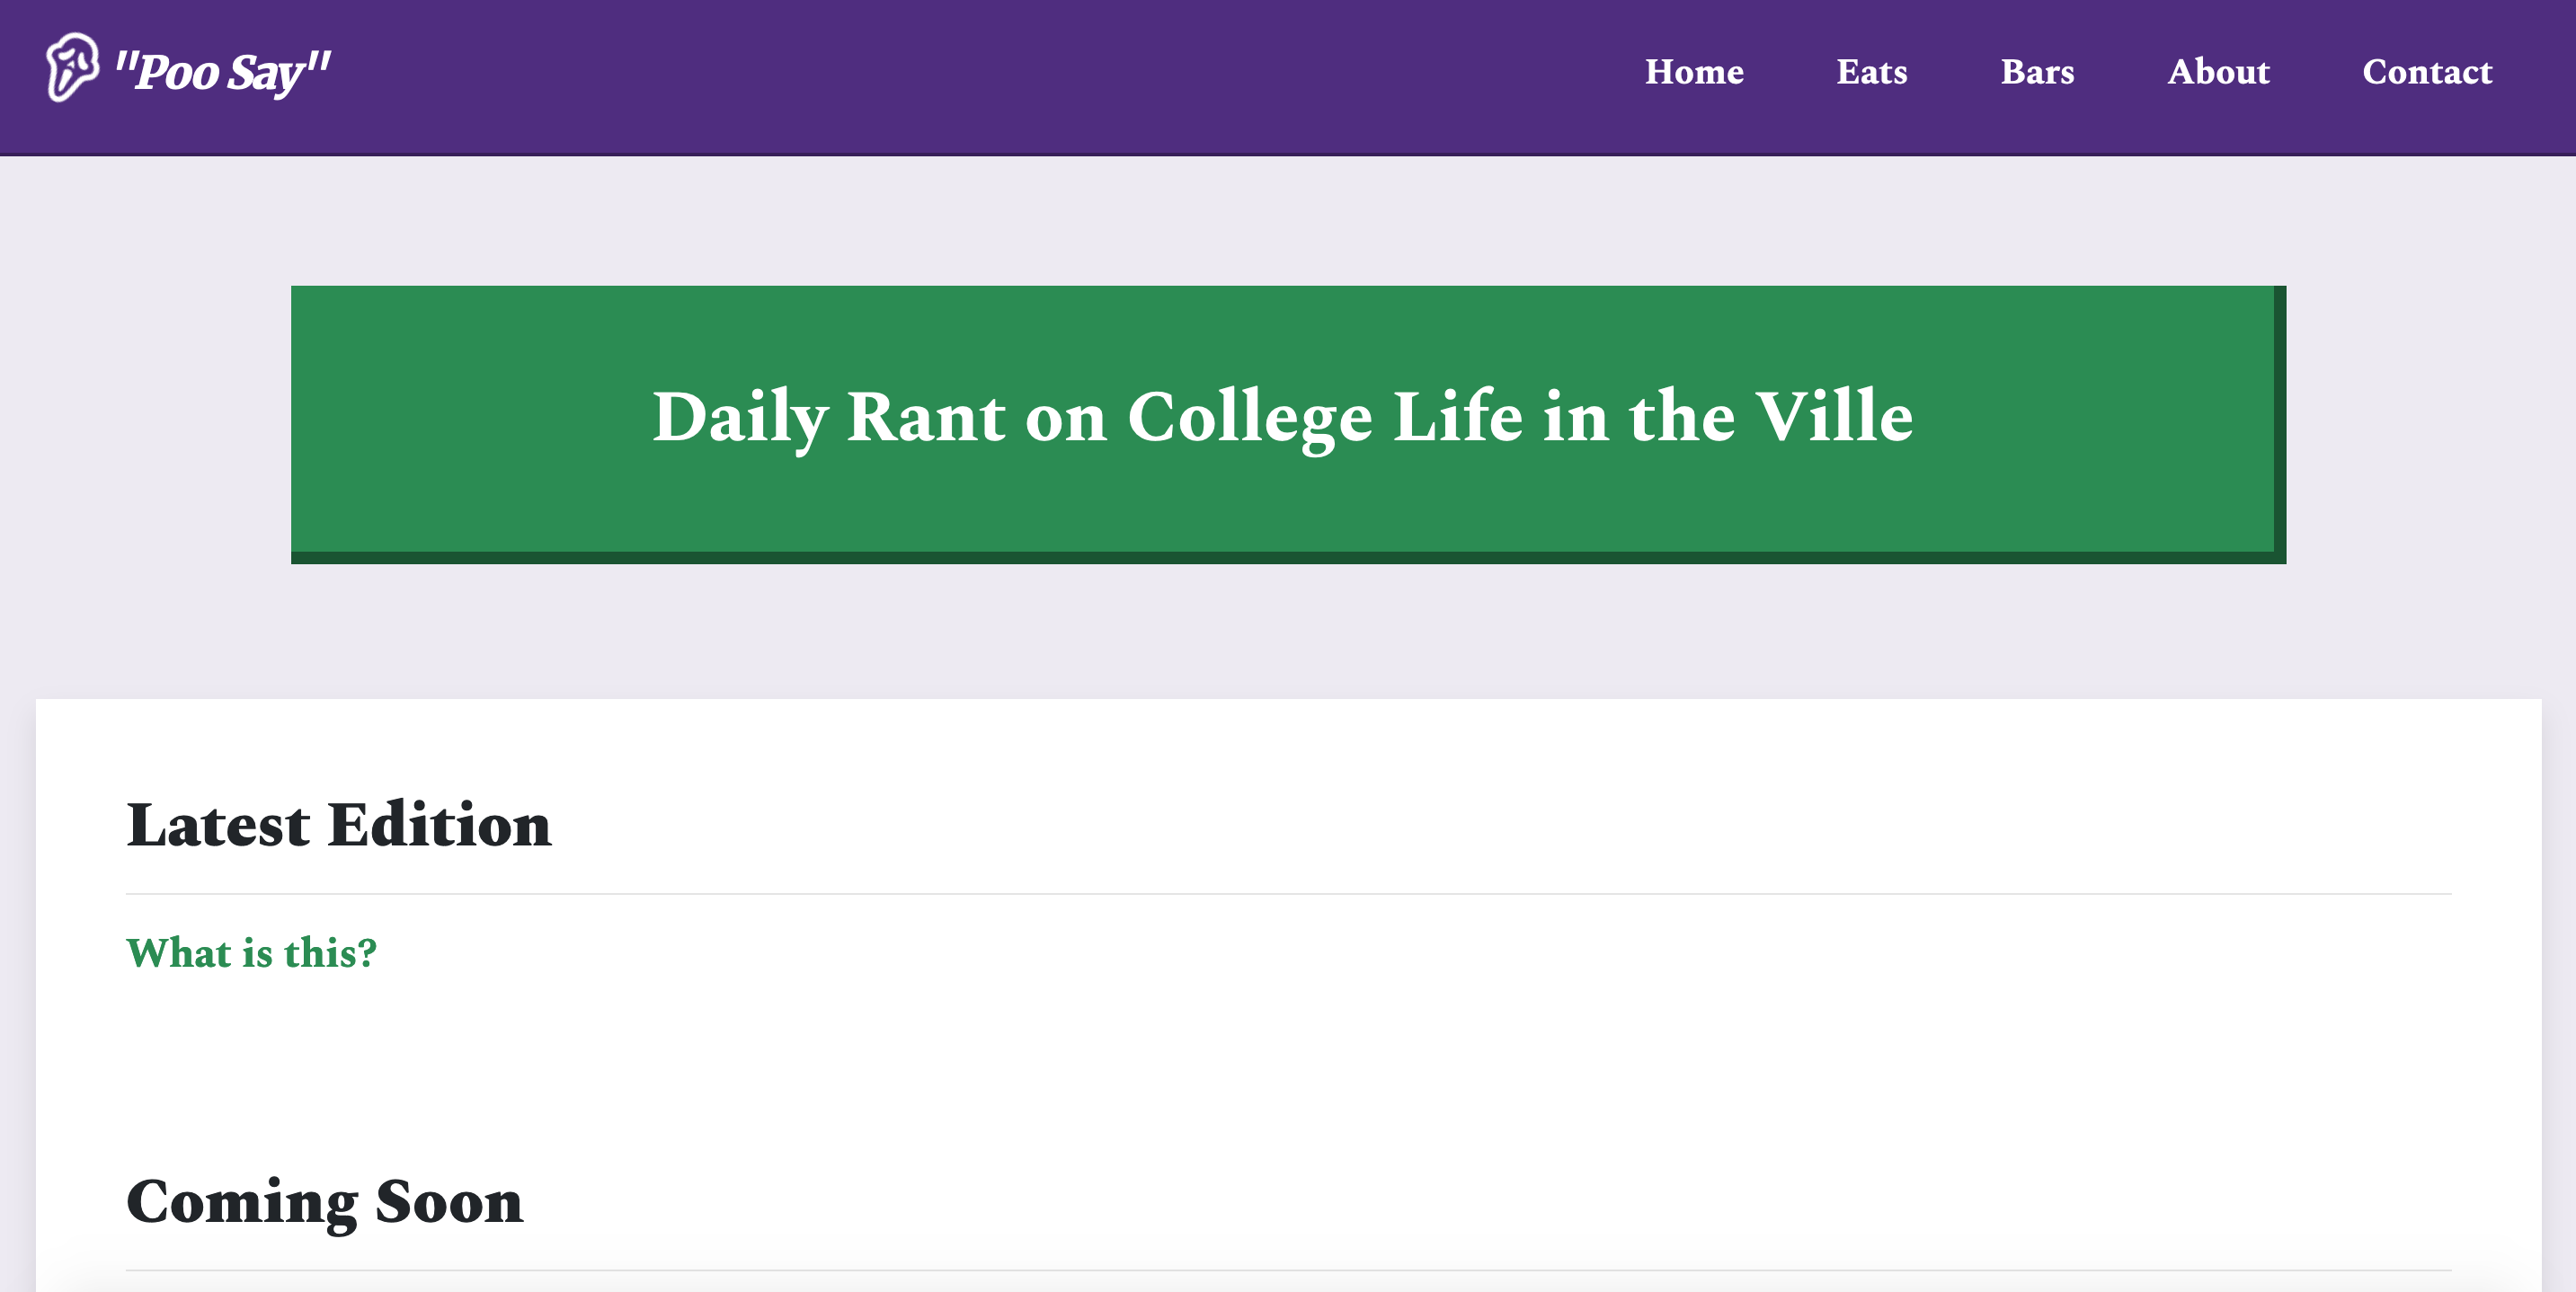 "Poo Say"
Home Eats Bars About Contact
Daily Rant on College Life in the Ville
Latest Edition
What is this?
Coming Soon